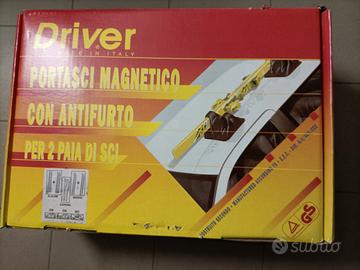 Driver
MADE IN ITALY
PORTASCI MAGNETICO
CON ANTIFURTO
PER 2 PAIA DI SCI
GS
subito